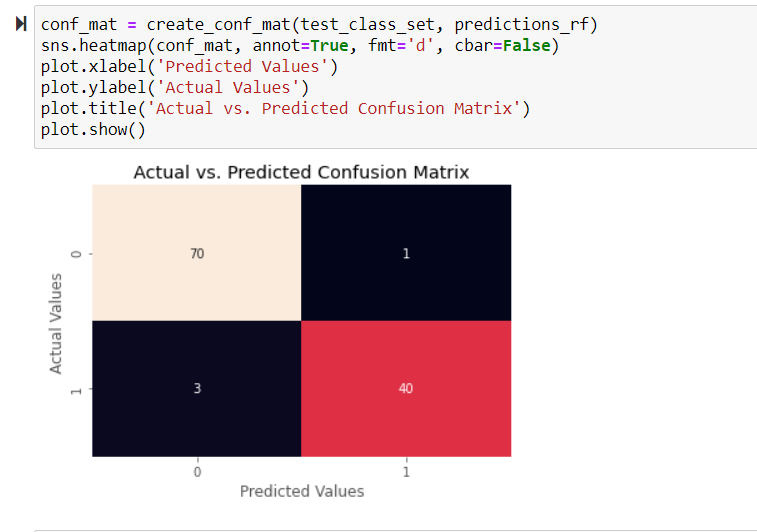 conf_mat = create_conf_mat(test_class_set, predictions_rf)
sns.heatmap(conf_mat, annot=True, fmt='d', cbar=False)
plot.xlabel('Predicted Values')
plot.ylabel('Actual Values')
plot.title('Actual vs. Predicted Confusion Matrix')
plot.show()
Actual vs. Predicted Confusion Matrix
Actual Values
0
70
1
1
3
40
0
1
Predicted Values